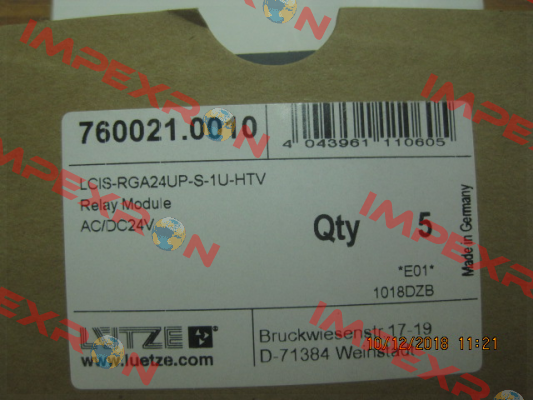 760021.0010
4 043961 110605
LCIS-RGA24UP-S-1U-HTV
Relay Module
AC/DC24V
Qty 5
Made in Germany
*E01*
1018DZB
LÜTZE
www.luetze.com
Bruckwiesenstr. 17-19
D-71384 Weinstadt
10/12/2018 11:21
IMPEXRON
IMPEXRON
IMPEXRON
IMPEXRON